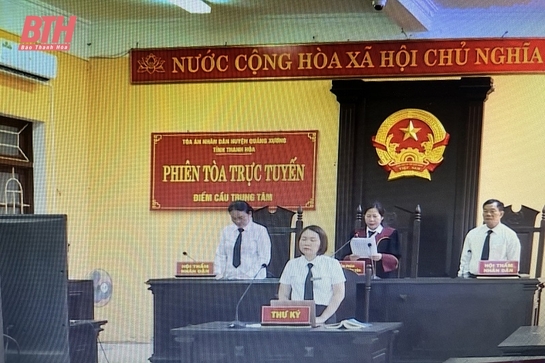 BTH
Báo Thanh Hóa
NƯỚC CỘNG HÒA XÃ HỘI CHỦ NGHĨA
TÒA ÁN NHÂN DÂN HUYỆN QUẢNG XƯƠNG
TỈNH THANH HÓA
PHIÊN TÒA TRỰC TUYẾN
ĐIỂM CẦU TRUNG TÂM
HỘI THẨM
NHÂN DÂN
HỘI THẨM
NHÂN DÂN
THƯ KÝ
BTH